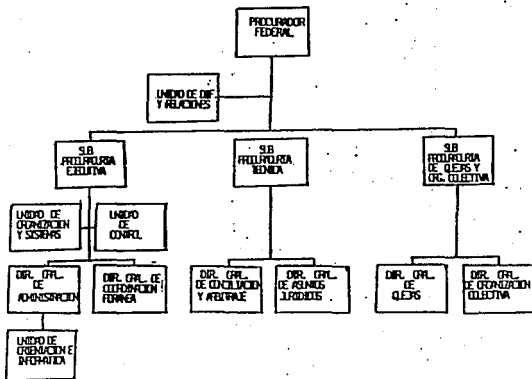 PROCURADOR
FEDERAL
UNIDAD DE DIF
Y RELACIONES
SUB
PROCURADURIA
EJECUTIVA
SUB
PROCURADURIA
TECNICA
SUB
PROCURADURIA
DE QUEJAS Y
ORG. COLECTIVA
UNIDAD DE
ORGANIZACION
Y SISTEMAS
UNIDAD
DE
CONTROL
DIR. GRAL.
DE
ADMINISTRACION
DIR. GRAL. DE
COORDINACION
FORANEA
DIR. GRAL.
DE CONCILIACION
Y ARBITRAJE
DIR. GRAL.
DE ASUNTOS
JURIDICOS
DIR. GRAL.
DE
QUEJAS
DIR. GRAL.
DE ORGANIZACION
COLECTIVA
UNIDAD DE
ORIENTACION E
INFORMATICA